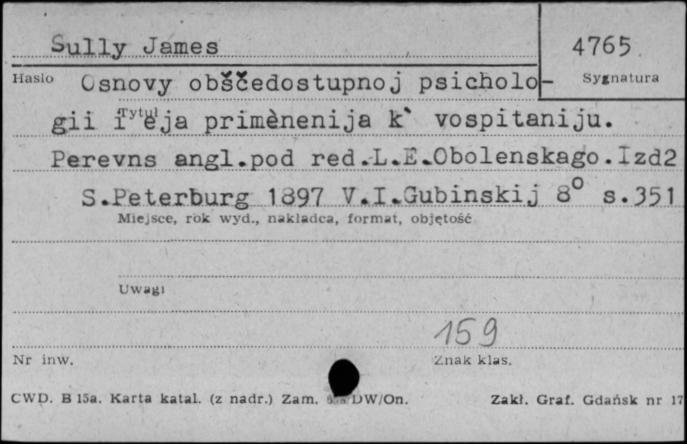 Sully James
4765
Hasło
Sygnatura
Osnovy obščedostupnoj psicholo-
Tytuł
gii i eja primènenija k` vospitaniju.
Perevns angl.pod red.L.E.Obolenskago.Izd2
S.Peterburg 1897 V.I.Gubinskij 8° s.351
Miejsce, rok wyd., nakładca, format, objętość
Uwagi
159
Nr inw.
Znak klas.
CWD. B 15a. Karta katal. (z nadr.) Zam. DW/On.
Zakł. Graf. Gdańsk nr 17